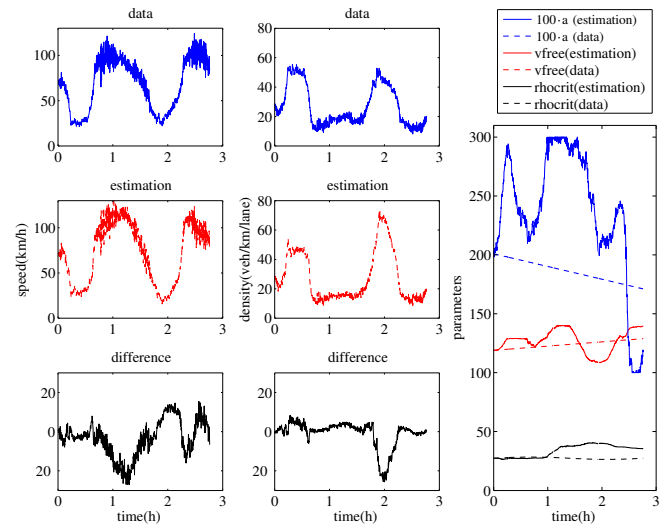 data
100
50
0
0 1 2 3
data
80
60
40
20
0
0 1 2 3
100·a (estimation)
100·a (data)
vfree(estimation)
vfree(data)
rhocrit(estimation)
rhocrit(data)
estimation
speed(km/h)
100
50
0
0 1 2 3
estimation
density(veh/km/lane)
80
60
40
20
0
0 1 2 3
difference
20
0
20
0 1 2 3
time(h)
difference
20
0
20
0 1 2 3
time(h)
parameters
300
250
200
150
100
50
0
0 1 2 3
time(h)